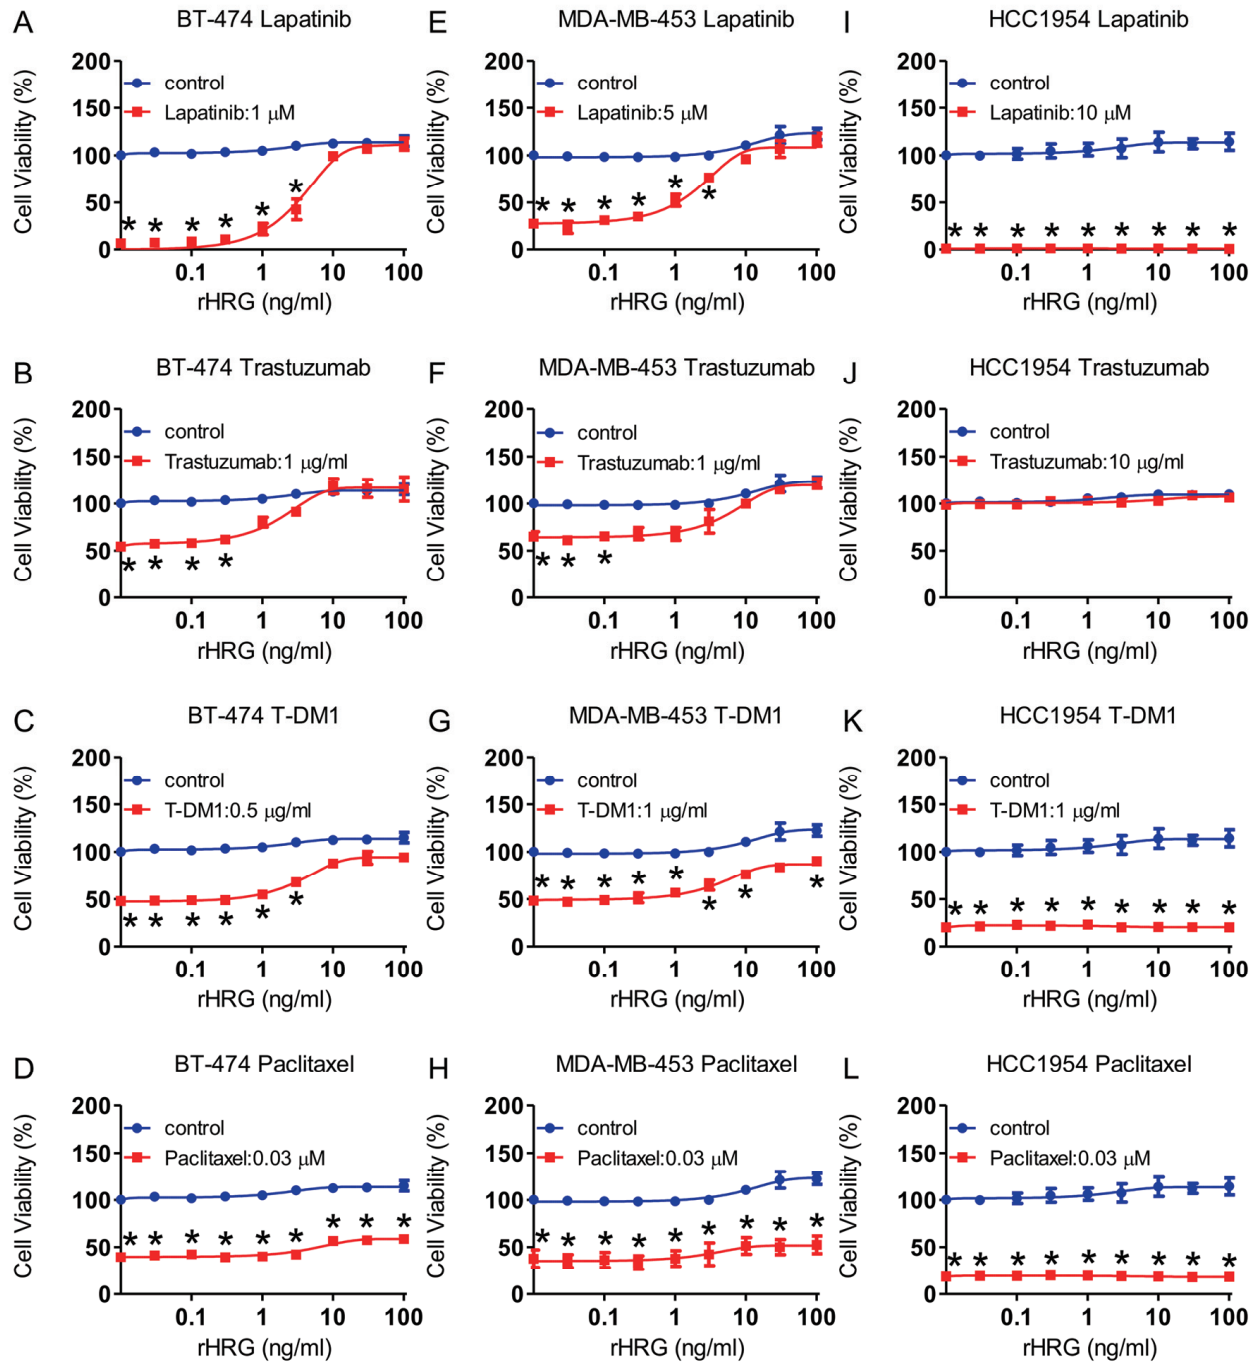 A
BT-474 Lapatinib
Cell Viability (%)
200
150
100
50
0
control
Lapatinib:1 μM
* * * * * *
0.1 1 10 100
rHRG (ng/ml)
E
MDA-MB-453 Lapatinib
Cell Viability (%)
200
150
100
50
0
control
Lapatinib:5 μM
* * * * * *
0.1 1 10 100
rHRG (ng/ml)
I
HCC1954 Lapatinib
Cell Viability (%)
200
150
100
50
0
control
Lapatinib:10 μM
* * * * * * * * *
0.1 1 10 100
rHRG (ng/ml)
B
BT-474 Trastuzumab
Cell Viability (%)
200
150
100
50
0
control
Trastuzumab:1 μg/ml
* * * *
0.1 1 10 100
rHRG (ng/ml)
F
MDA-MB-453 Trastuzumab
Cell Viability (%)
200
150
100
50
0
control
Trastuzumab:1 μg/ml
* * *
0.1 1 10 100
rHRG (ng/ml)
J
HCC1954 Trastuzumab
Cell Viability (%)
200
150
100
50
0
control
Trastuzumab:10 μg/ml
0.1 1 10 100
rHRG (ng/ml)
C
BT-474 T-DM1
Cell Viability (%)
200
150
100
50
0
control
T-DM1:0.5 μg/ml
* * * * * *
0.1 1 10 100
rHRG (ng/ml)
G
MDA-MB-453 T-DM1
Cell Viability (%)
200
150
100
50
0
control
T-DM1:1 μg/ml
* * * * * * * *
0.1 1 10 100
rHRG (ng/ml)
K
HCC1954 T-DM1
Cell Viability (%)
200
150
100
50
0
control
T-DM1:1 μg/ml
* * * * * * * * *
0.1 1 10 100
rHRG (ng/ml)
D
BT-474 Paclitaxel
Cell Viability (%)
200
150
100
50
0
control
Paclitaxel:0.03 μM
* * * * * * * * *
0.1 1 10 100
rHRG (ng/ml)
H
MDA-MB-453 Paclitaxel
Cell Viability (%)
200
150
100
50
0
control
Paclitaxel:0.03 μM
* * * * * * * * *
0.1 1 10 100
rHRG (ng/ml)
L
HCC1954 Paclitaxel
Cell Viability (%)
200
150
100
50
0
control
Paclitaxel:0.03 μM
* * * * * * * * *
0.1 1 10 100
rHRG (ng/ml)